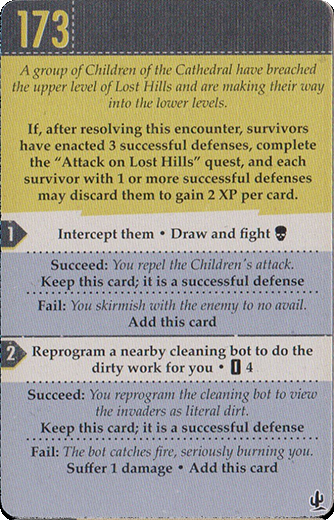 173
A group of Children of the Cathedral have breached
the upper level of Lost Hills and are making their way
into the lower levels.
If, after resolving this encounter, survivors
have enacted 3 successful defenses, complete
the “Attack on Lost Hills” quest, and each
survivor with 1 or more successful defenses
may discard them to gain 2 XP per card.
1
Intercept them • Draw and fight
Succeed: You repel the Children's attack.
Keep this card; it is a successful defense
Fail: You skirmish with the enemy to no avail.
Add this card
2
Reprogram a nearby cleaning bot to do the
dirty work for you • I 4
Succeed: You reprogram the cleaning bot to view
the invaders as literal dirt.
Keep this card; it is a successful defense
Fail: The bot catches fire, seriously burning you.
Suffer 1 damage • Add this card